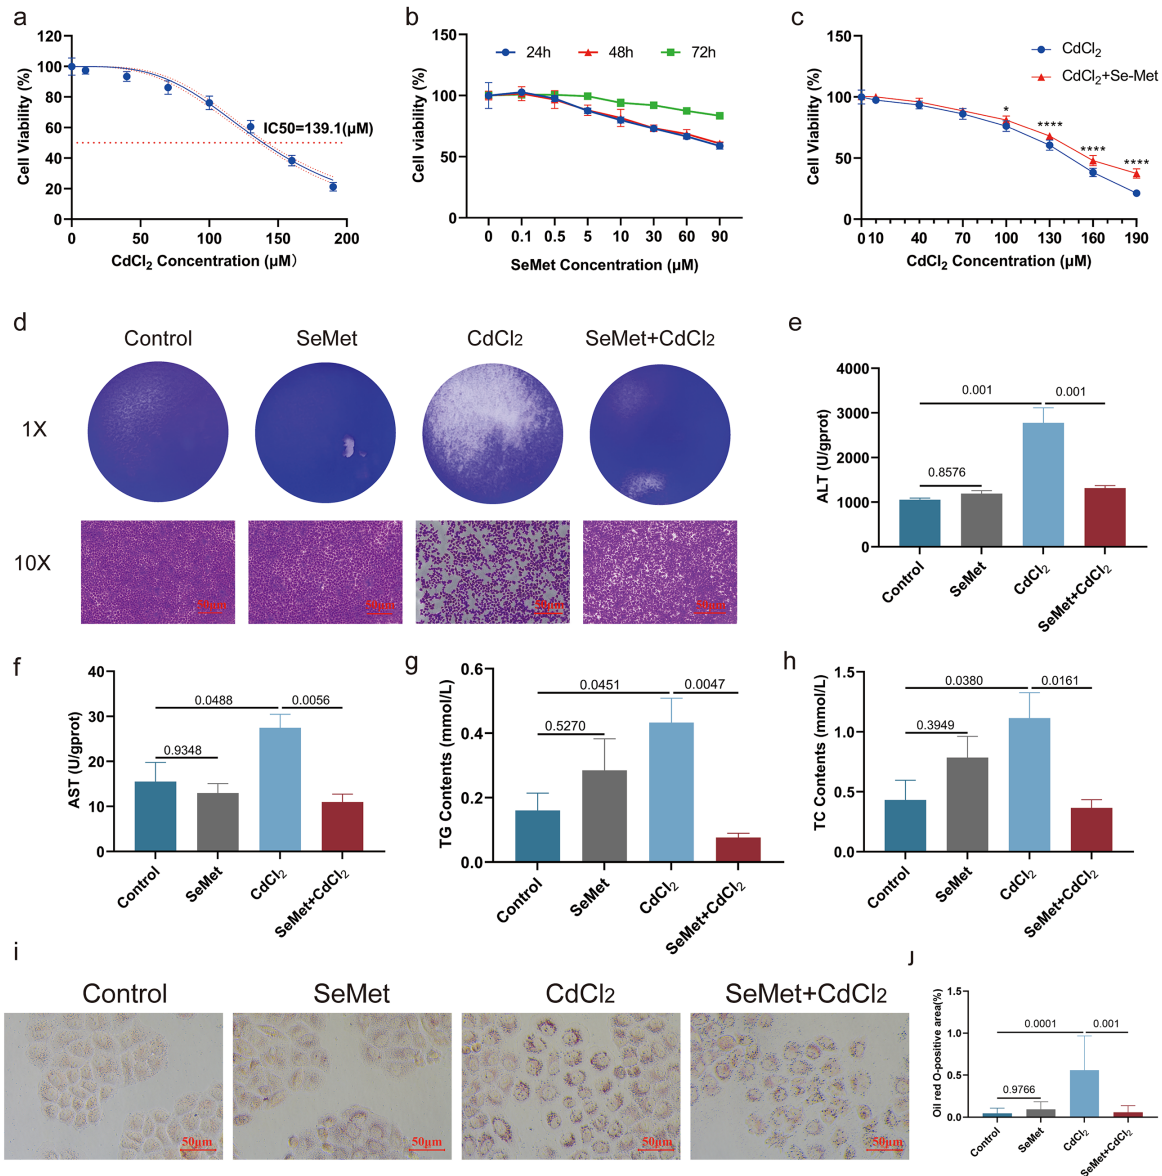 a
120
100
80
60
40
20
0
Cell Viability (%)
IC50=139.1(μM)
0 50 100 150 200
CdCl2 Concentration (μM)
b
24h 48h 72h
150
100
50
0
Cell viability (%)
0 0.1 0.5 5 10 30 60 90
SeMet Concentration (μM)
c
CdCl2
CdCl2+Se-Met
150
100
50
0
Cell Viability (%)
* **** **** ****
0 10 40 70 100 130 160 190
CdCl2 Concentration (μM)
d
Control SeMet CdCl2 SeMet+CdCl2
1X
10X
50μm 50μm 50μm 50μm
e
4000
3000
2000
1000
0
ALT (U/gprot)
0.001 0.001
0.8576
Control SeMet CdCl2 SeMet+CdCl2
f
40
30
20
10
0
AST (U/gprot)
0.0488 0.0056
0.9348
Control SeMet CdCl2 SeMet+CdCl2
g
0.6
0.4
0.2
0.0
TG Contents (mmol/L)
0.0451 0.0047
0.5270
Control SeMet CdCl2 SeMet+CdCl2
h
1.5
1.0
0.5
0.0
TC Contents (mmol/L)
0.0380 0.0161
0.3949
Control SeMet CdCl2 SeMet+CdCl2
i
Control SeMet CdCl2 SeMet+CdCl2
50μm 50μm 50μm 50μm
J
1.5
1.0
0.5
0.0
Oil red O-positive area(%)
0.0001 0.001
0.9766
Control SeMet CdCl2 SeMet+CdCl2